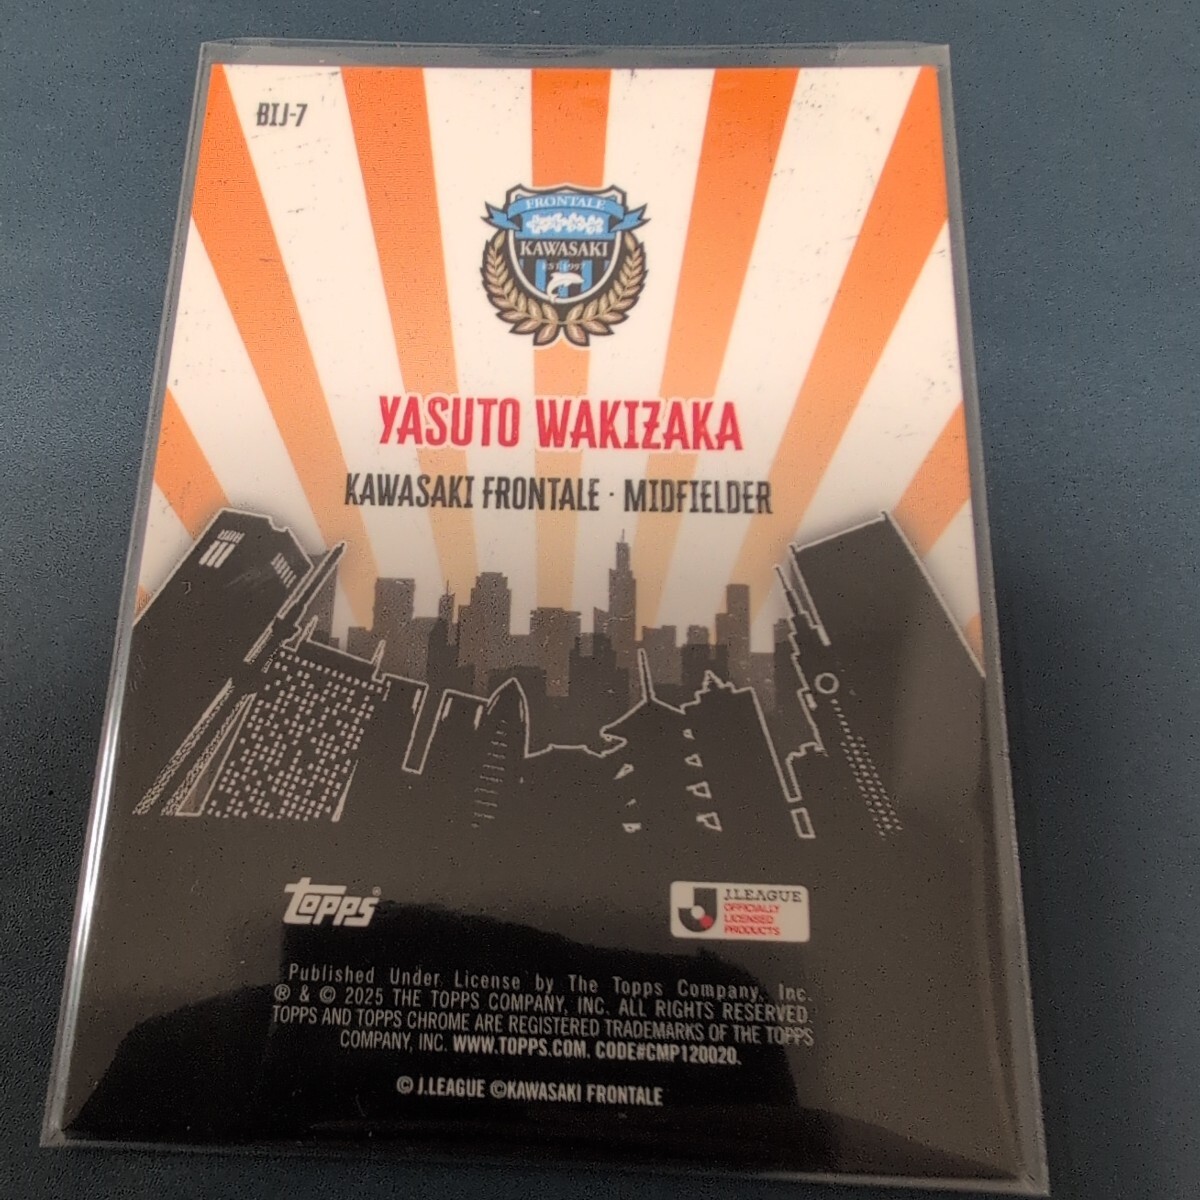 BIJ-7
FRONTALE
KAWASAKI
EST.1997
YASUTO WAKIZAKA
KAWASAKI FRONTALE · MIDFIELDER
topps®
J.LEAGUE
OFFICIALLY
LICENSED
PRODUCTS
Published Under License by The Topps Company, Inc.
® & © 2025 THE TOPPS COMPANY, INC. ALL RIGHTS RESERVED.
TOPPS AND TOPPS CHROME ARE REGISTERED TRADEMARKS OF THE TOPPS
COMPANY, INC. WWW.TOPPS.COM. CODE#CMP120020.
© J.LEAGUE ©KAWASAKI FRONTALE